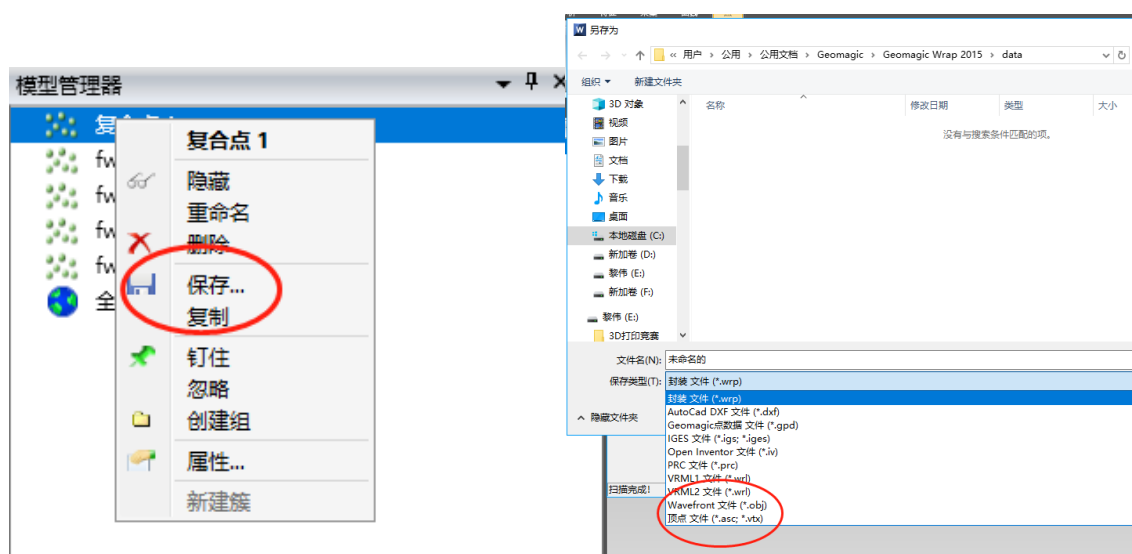 模型管理器
复合点 1
fw
fw
fw
fw
全
复合点 1
隐藏
重命名
删除
保存...
复制
钉住
忽略
创建组
属性...
新建簇
另存为
« 用户 › 公用 › 公用文档 › Geomagic › Geomagic Wrap 2015 › data
组织 新建文件夹
3D 对象
视频
图片
文档
下载
音乐
桌面
本地磁盘 (C:)
新加卷 (D:)
黎伟 (E:)
新加卷 (F:)
黎伟 (E:)
3D打印竞赛
名称 修改日期 类型 大小
没有与搜索条件匹配的项。
文件名(N): 未命名的
保存类型(T): 封装 文件 (*.wrp)
封装 文件 (*.wrp)
AutoCad DXF 文件 (*.dxf)
Geomagic点数据 文件 (*.gpd)
IGES 文件 (*.igs; *.iges)
Open Inventor 文件 (*.iv)
PRC 文件 (*.prc)
VRML1 文件 (*.wrl)
VRML2 文件 (*.wrl)
Wavefront 文件 (*.obj)
顶点 文件 (*.asc; *.vtx)
隐藏文件夹
扫描完成!